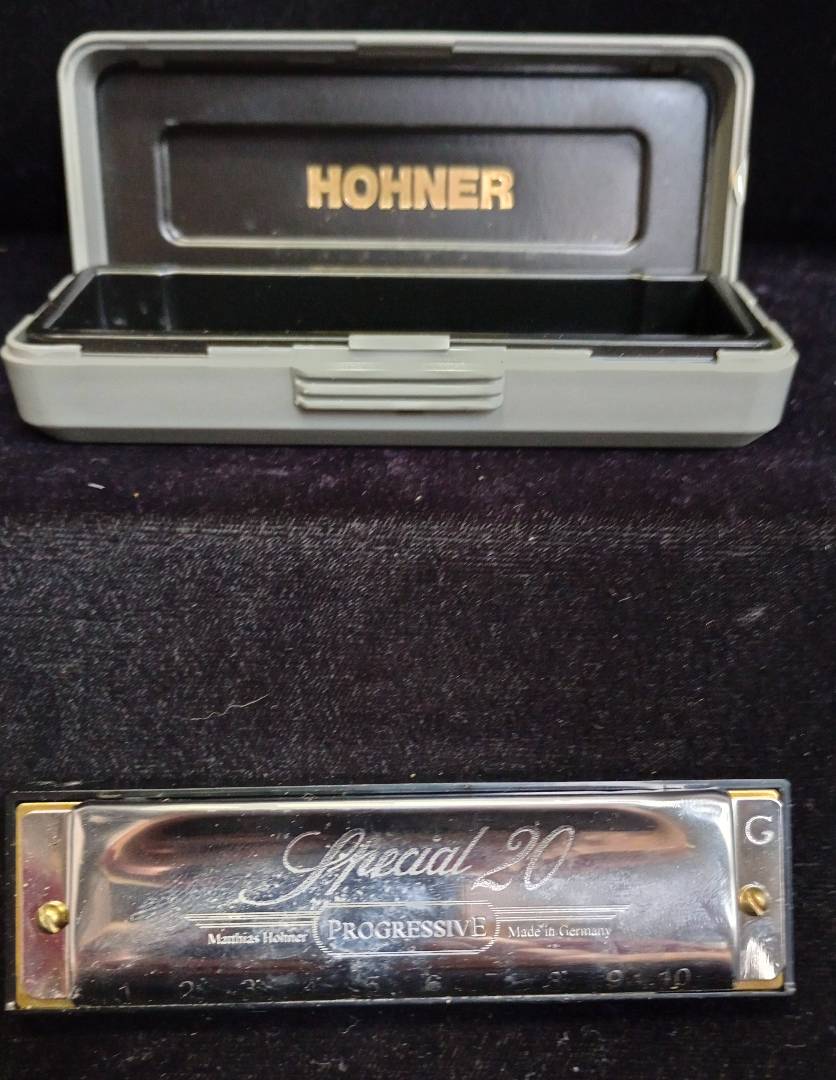 HOHNER
Special 20
G
PROGRESSIVE
Matthias Hohner
Made in Germany
1 2 3 4 5 6 7 8 9 10